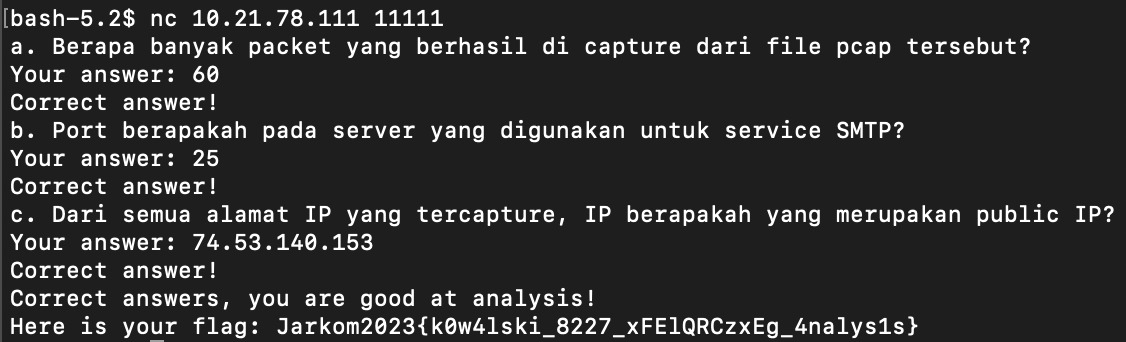 [bash-5.2$ nc 10.21.78.111 11111
a. Berapa banyak packet yang berhasil di capture dari file pcap tersebut?
Your answer: 60
Correct answer!
b. Port berapakah pada server yang digunakan untuk service SMTP?
Your answer: 25
Correct answer!
c. Dari semua alamat IP yang tercapture, IP berapakah yang merupakan public IP?
Your answer: 74.53.140.153
Correct answer!
Correct answers, you are good at analysis!
Here is your flag: Jarkom2023{k0w4lski_8227_xFElQRCzxEg_4nalys1s}